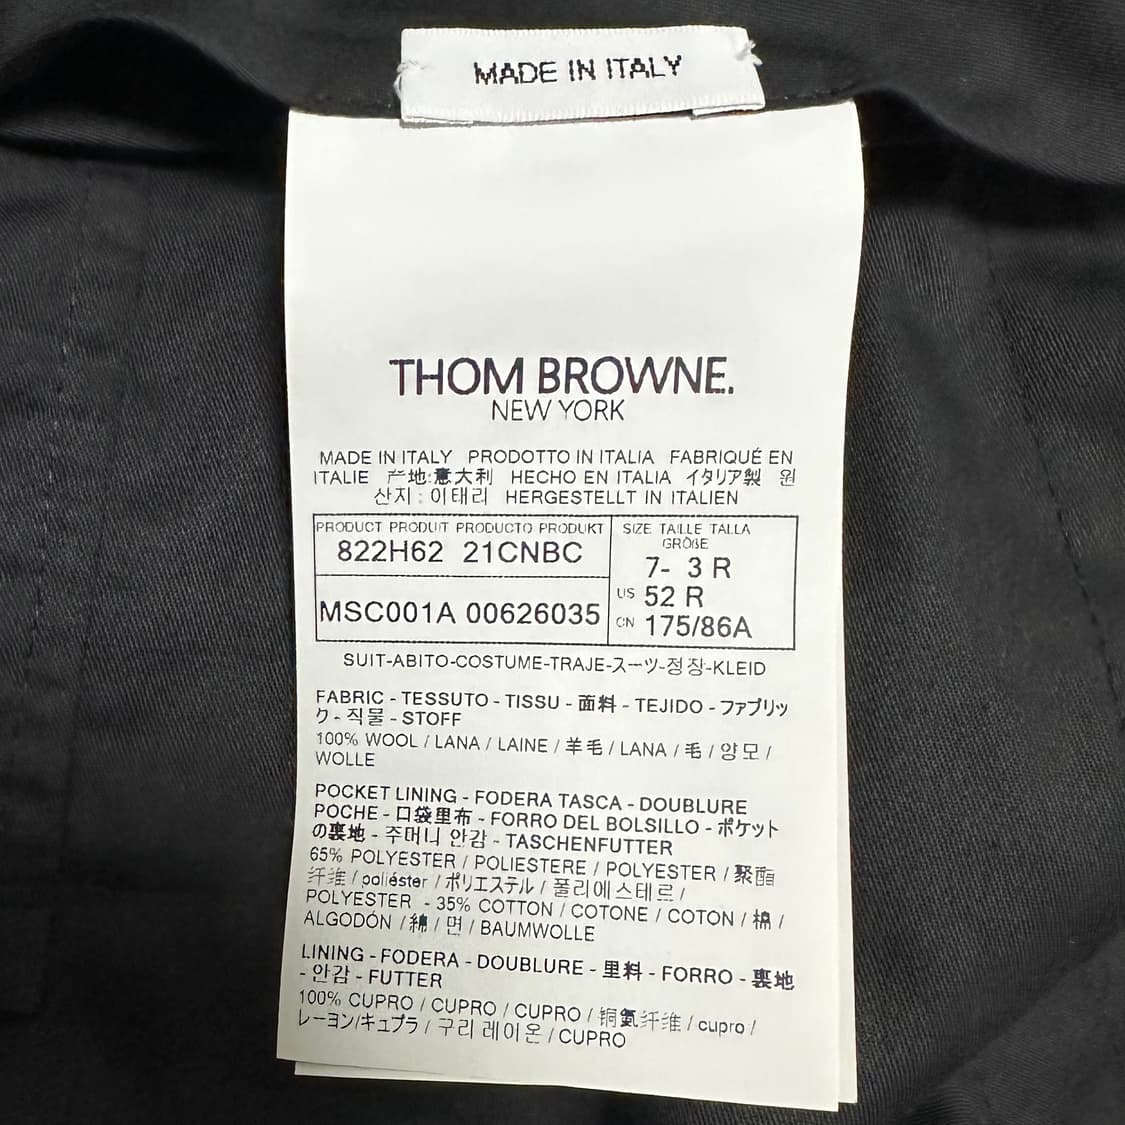 MADE IN ITALY
THOM BROWNE.
NEW YORK
MADE IN ITALY PRODOTTO IN ITALIA FABRIQUÉ EN
ITALIE 产地:意大利 HECHO EN ITALIA イタリア製 원
산지 : 이태리 HERGESTELLT IN ITALIEN
PRODUCT PRODUIT PRODUCTO PRODUKT
822H62 21CNBC
MSC001A 00626035
SIZE TAILLE TALLA
GRÖßE
7- 3 R
US 52 R
CN 175/86A
SUIT-ABITO-COSTUME-TRAJE-スーツ-정장-KLEID
FABRIC - TESSUTO - TISSU - 面料 - TEJIDO - ファブリッ
ク - 직물 - STOFF
100% WOOL / LANA / LAINE / 羊毛 / LANA / 毛 / 양모 /
WOLLE
POCKET LINING - FODERA TASCA - DOUBLURE
POCHE - 口袋里布 - FORRO DEL BOLSILLO - ポケット
の裏地 - 주머니 안감 - TASCHENFUTTER
65% POLYESTER / POLIESTERE / POLYESTER / 聚酯
纤维 / poliéster / ポリエステル / 폴리에스테르 /
POLYESTER - 35% COTTON / COTONE / COTON / 棉 /
ALGODÓN / 綿 / 면 / BAUMWOLLE
LINING - FODERA - DOUBLURE - 里料 - FORRO - 裏地
- 안감 - FUTTER
100% CUPRO / CUPRO / CUPRO / 铜氨纤维 / cupro /
レーヨン/キュプラ / 구리 레이온 / CUPRO